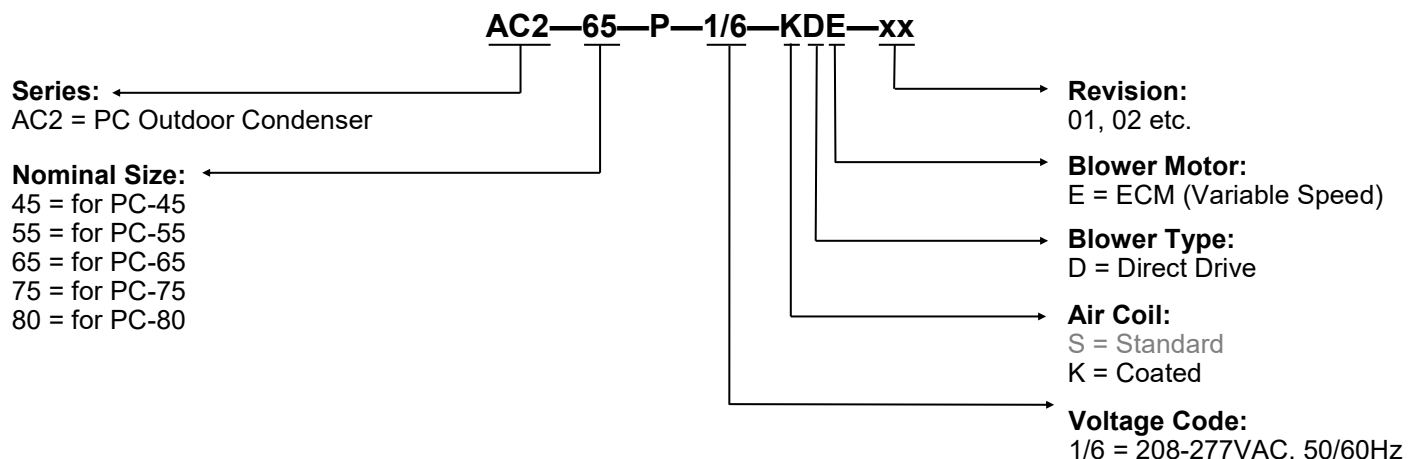 AC2—65—P—1/6—KDE—xx
Series:
AC2 = PC Outdoor Condenser
Nominal Size:
45 = for PC-45
55 = for PC-55
65 = for PC-65
75 = for PC-75
80 = for PC-80
Revision:
01, 02 etc.
Blower Motor:
E = ECM (Variable Speed)
Blower Type:
D = Direct Drive
Air Coil:
S = Standard
K = Coated
Voltage Code:
1/6 = 208-277VAC, 50/60Hz